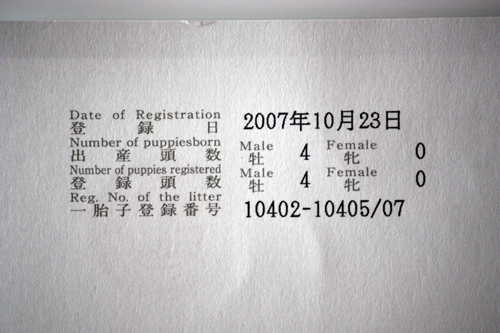 Date of Registration
登録日 2007年10月23日
Number of puppiesborn Male Female
出産頭数 牡 4 牝 0
Number of puppies registered Male Female
登録頭数 牡 4 牝 0
Reg. No. of the litter
一胎子登録番号 10402-10405/07